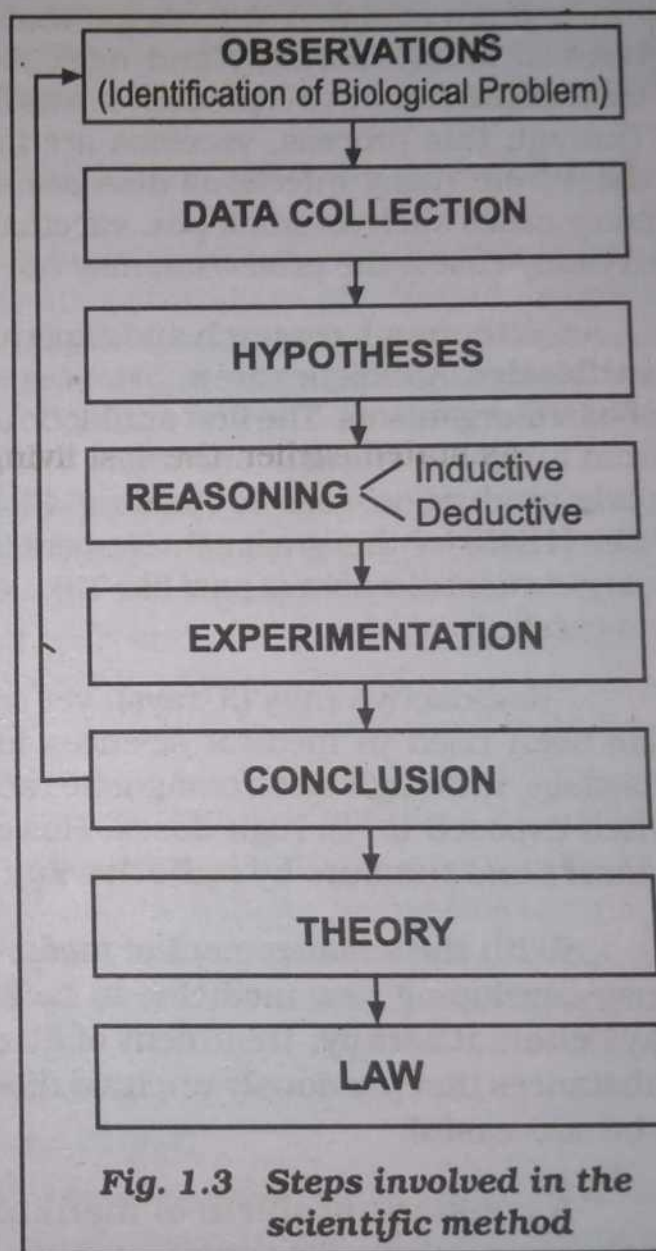 OBSERVATIONS
(Identification of Biological Problem)
DATA COLLECTION
HYPOTHESES
REASONING
Inductive
Deductive
EXPERIMENTATION
CONCLUSION
THEORY
LAW
Fig. 1.3 Steps involved in the
scientific method